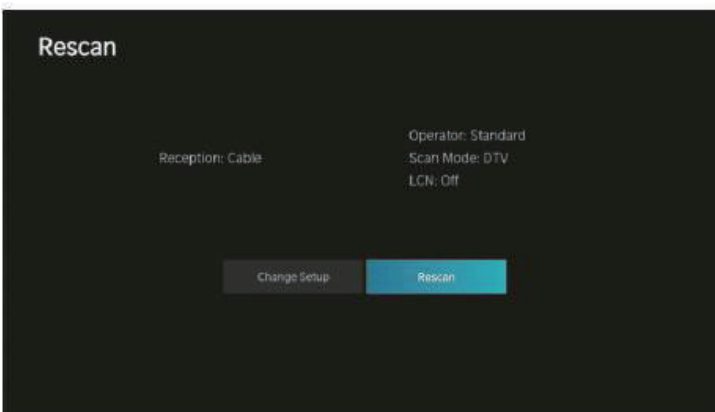 Rescan
Reception: Cable
Operator: Standard
Scan Mode: DTV
LCN: Off
Change Setup
Rescan